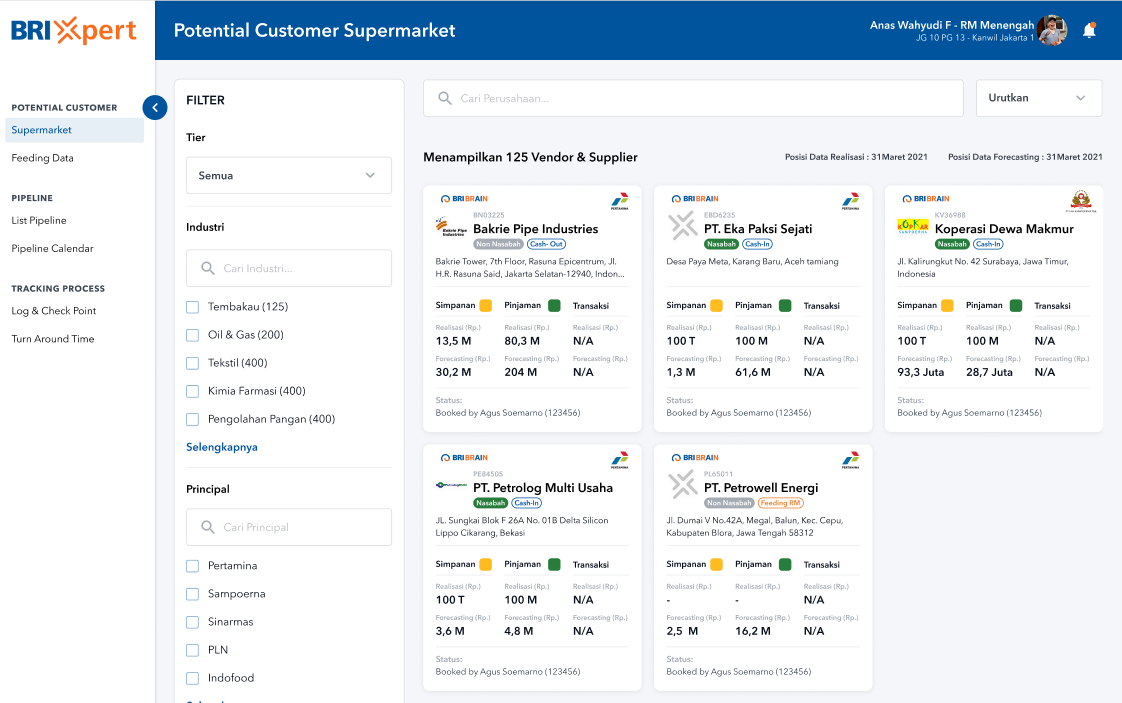 BRIXpert
Potential Customer Supermarket
Anas Wahyudi F - RM Menengah
JG 10 PG 13 - Kanwil Jakarta 1
POTENTIAL CUSTOMER
Supermarket
Feeding Data
PIPELINE
List Pipeline
Pipeline Calendar
TRACKING PROCESS
Log & Check Point
Turn Around Time
FILTER
Tier
Semua
Industri
Cari Industri...
Tembakau (125)
Oil & Gas (200)
Tekstil (400)
Kimia Farmasi (400)
Pengolahan Pangan (400)
Selengkapnya
Principal
Cari Principal
Pertamina
Sampoerna
Sinarmas
PLN
Indofood
Cari Perusahaan...
Urutkan
Menampilkan 125 Vendor & Supplier
Posisi Data Realisasi : 31Maret 2021
Posisi Data Forecasting : 31Maret 2021
BRIBRAIN
PERTAMINA
Bakrie Pipe Industries
BN03225
Bakrie Pipe Industries
Non Nasabah
Cash- Out
Bakrie Tower, 7th Floor, Rasuna Epicentrum, Jl.
H.R. Rasuna Said, Jakarta Selatan-12940, Indon...
Simpanan Pinjaman Transaksi
Realisasi (Rp.) Realisasi (Rp.) Realisasi (Rp.)
13,5 M 80,3 M N/A
Forecasting (Rp.) Forecasting (Rp.) Forecasting (Rp.)
30,2 M 204 M N/A
Status:
Booked by Agus Soemarno (123456)
BRIBRAIN
PERTAMINA
EBD6235
PT. Eka Paksi Sejati
Nasabah
Cash-In
Desa Paya Meta, Karang Baru, Aceh tamiang
Simpanan Pinjaman Transaksi
Realisasi (Rp.) Realisasi (Rp.) Realisasi (Rp.)
100 T 100 M N/A
Forecasting (Rp.) Forecasting (Rp.) Forecasting (Rp.)
1,3 M 61,6 M N/A
Status:
Booked by Agus Soemarno (123456)
BRIBRAIN
KOPKAR
SAMPOERNA
KV36988
Koperasi Dewa Makmur
Nasabah
Cash-In
Jl. Kalirungkut No. 42 Surabaya, Jawa Timur,
Indonesia
Simpanan Pinjaman Transaksi
Realisasi (Rp.) Realisasi (Rp.) Realisasi (Rp.)
100 T 100 M N/A
Forecasting (Rp.) Forecasting (Rp.) Forecasting (Rp.)
93,3 Juta 28,7 Juta N/A
Status:
Booked by Agus Soemarno (123456)
BRIBRAIN
PERTAMINA
PE84505
PT. Petrolog Multi Usaha
Nasabah
Cash-In
JL. Sungkai Blok F 26A No. 01B Delta Silicon
Lippo Cikarang, Bekasi
Simpanan Pinjaman Transaksi
Realisasi (Rp.) Realisasi (Rp.) Realisasi (Rp.)
100 T 100 M N/A
Forecasting (Rp.) Forecasting (Rp.) Forecasting (Rp.)
3,6 M 4,8 M N/A
Status:
Booked by Agus Soemarno (123456)
BRIBRAIN
PERTAMINA
PL65011
PT. Petrowell Energi
Non Nasabah
Feeding RM
Jl. Dumai V No.42A, Megal, Balun, Kec. Cepu,
Kabupaten Blora, Jawa Tengah 58312
Simpanan Pinjaman Transaksi
Realisasi (Rp.) Realisasi (Rp.) Realisasi (Rp.)
- - N/A
Forecasting (Rp.) Forecasting (Rp.) Forecasting (Rp.)
2,5 M 16,2 M N/A
Status:
Booked by Agus Soemarno (123456)